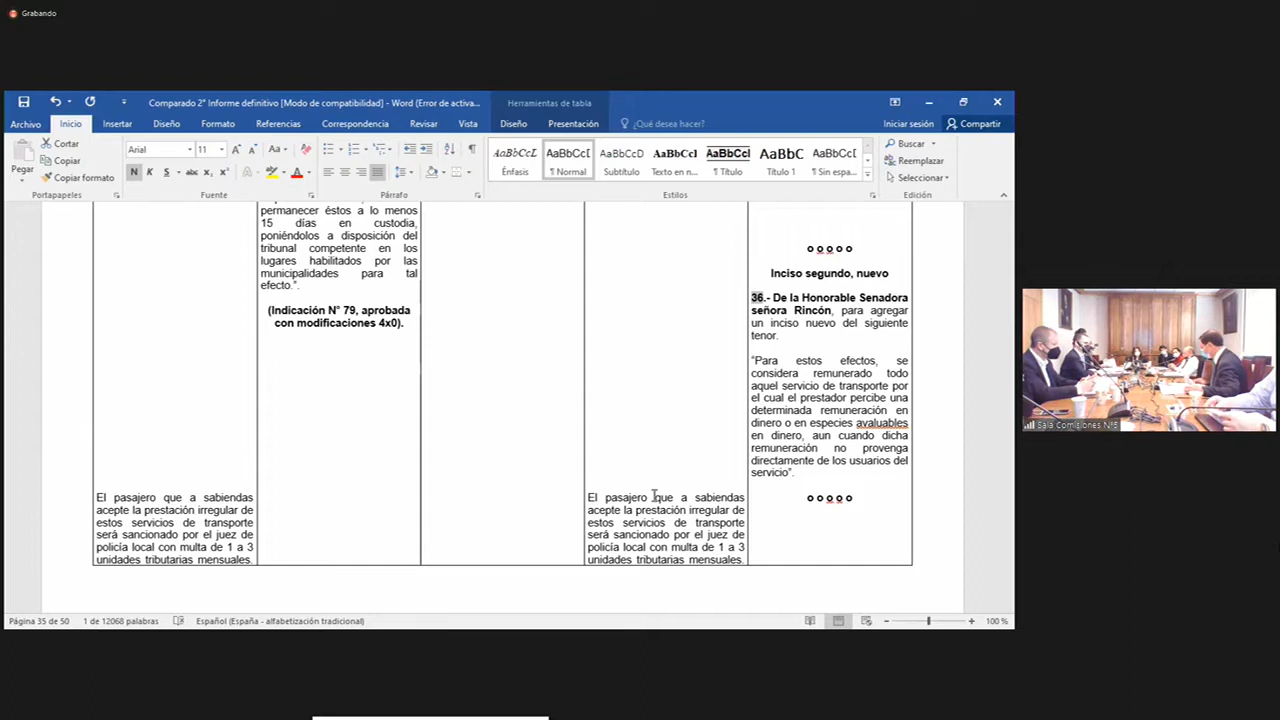 Grabando
Comparado 2° Informe definitivo [Modo de compatibilidad] - Word (Error de activa...
Herramientas de tabla
Archivo
Inicio
Insertar
Diseño
Formato
Referencias
Correspondencia
Revisar
Vista
Diseño
Presentación
¿Qué desea hacer?
Iniciar sesión
Compartir
Pegar
Cortar
Copiar
Copiar formato
Portapapeles
Arial
11
Fuente
Párrafo
AaBbCcL
Énfasis
AaBbCc[
¶ Normal
AaBbCcD
Subtítulo
AaBbCcl
Texto en n...
AaBbCcl
¶ Título
AaBbC
Título 1
AaBbCc[
¶ Sin espa...
Estilos
Buscar
Reemplazar
Seleccionar
Edición
permanecer éstos a lo menos
15 días en custodia,
poniéndolos a disposición del
tribunal competente en los
lugares habilitados por las
municipalidades para tal
efecto.".
(Indicación N° 79, aprobada
con modificaciones 4x0).
Inciso segundo, nuevo
36.- De la Honorable Senadora
señora Rincón, para agregar
un inciso nuevo del siguiente
tenor.
"Para estos efectos, se
considera remunerado todo
aquel servicio de transporte por
el cual el prestador percibe una
determinada remuneración en
dinero o en especies avaluables
en dinero, aun cuando dicha
remuneración no provenga
directamente de los usuarios del
servicio".
El pasajero que a sabiendas
acepte la prestación irregular de
estos servicios de transporte
será sancionado por el juez de
policía local con multa de 1 a 3
unidades tributarias mensuales.
El pasajero que a sabiendas
acepte la prestación irregular de
estos servicios de transporte
será sancionado por el juez de
policía local con multa de 1 a 3
unidades tributarias mensuales.
Página 35 de 50
1 de 12068 palabras
Español (España - alfabetización tradicional)
100 %
Sala Comisiones N°6